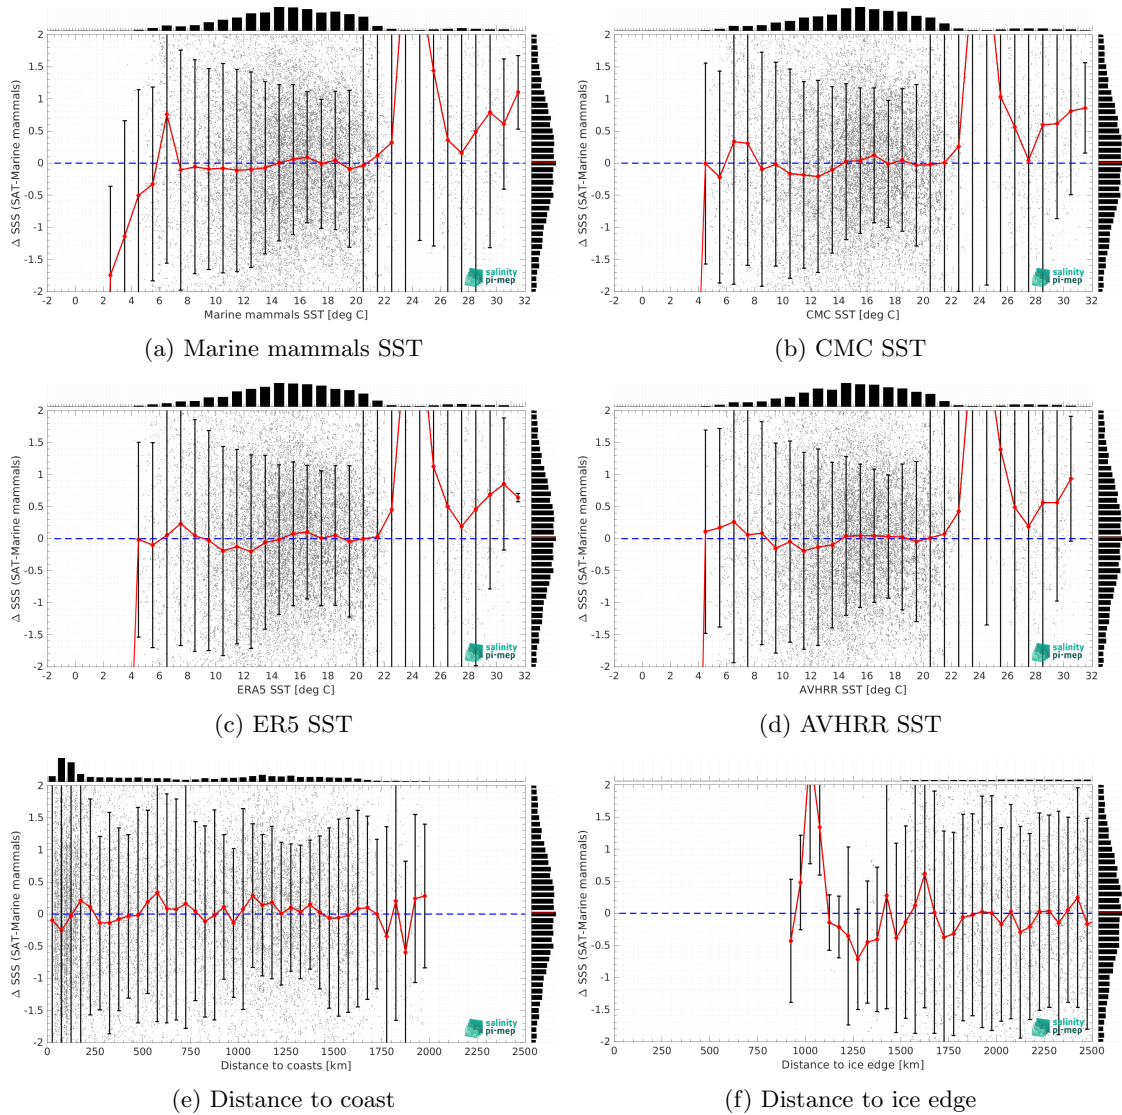 2
1.5
1
0.5
0
-0.5
-1
-1.5
-2
Δ SSS (SAT-Marine mammals)
-2 0 2 4 6 8 10 12 14 16 18 20 22 24 26 28 30 32
Marine mammals SST [deg C]
salinity
pi-mep
(a) Marine mammals SST
2
1.5
1
0.5
0
-0.5
-1
-1.5
-2
Δ SSS (SAT-Marine mammals)
-2 0 2 4 6 8 10 12 14 16 18 20 22 24 26 28 30 32
CMC SST [deg C]
salinity
pi-mep
(b) CMC SST
2
1.5
1
0.5
0
-0.5
-1
-1.5
-2
Δ SSS (SAT-Marine mammals)
-2 0 2 4 6 8 10 12 14 16 18 20 22 24 26 28 30 32
ERA5 SST [deg C]
salinity
pi-mep
(c) ER5 SST
2
1.5
1
0.5
0
-0.5
-1
-1.5
-2
Δ SSS (SAT-Marine mammals)
-2 0 2 4 6 8 10 12 14 16 18 20 22 24 26 28 30 32
AVHRR SST [deg C]
salinity
pi-mep
(d) AVHRR SST
2
1.5
1
0.5
0
-0.5
-1
-1.5
-2
Δ SSS (SAT-Marine mammals)
0 250 500 750 1000 1250 1500 1750 2000 2250 2500
Distance to coasts [km]
salinity
pi-mep
(e) Distance to coast
2
1.5
1
0.5
0
-0.5
-1
-1.5
-2
Δ SSS (SAT-Marine mammals)
0 250 500 750 1000 1250 1500 1750 2000 2250 2500
Distance to ice edge [km]
salinity
pi-mep
(f) Distance to ice edge